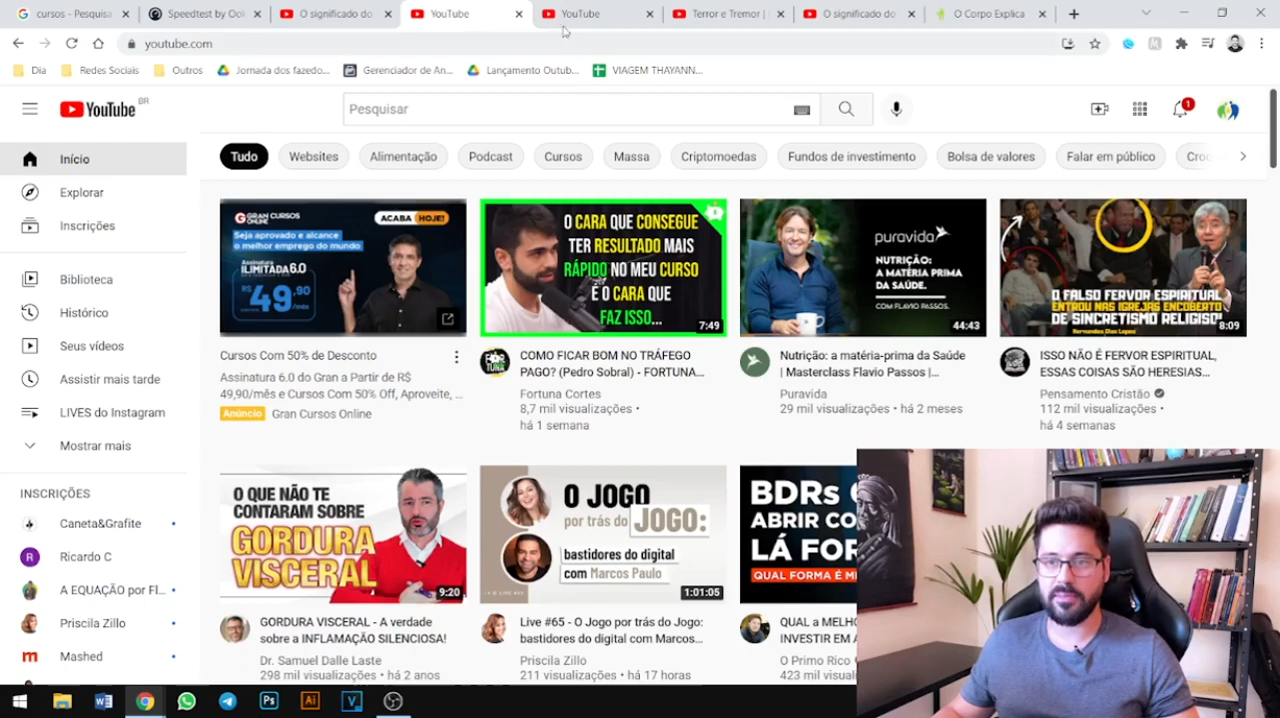 cursos - Pesquisa
Speedtest by Ook
O significado do
YouTube
YouTube
Terror e Tremor |
O significado do
O Corpo Explica
youtube.com
Dia
Redes Sociais
Outros
Jornada dos fazedo...
Gerenciador de An...
Lançamento Outub...
VIAGEM THAYANN...
YouTube BR
Pesquisar
1
Tudo
Websites
Alimentação
Podcast
Cursos
Massa
Criptomoedas
Fundos de investimento
Bolsa de valores
Falar em público
Início
Explorar
Inscrições
Biblioteca
Histórico
Seus vídeos
Assistir mais tarde
LIVES do Instagram
Mostrar mais
INSCRIÇÕES
Caneta&Grafite
R
Ricardo C
A EQUAÇÃO por Fl...
Priscila Zillo
m
Mashed
GRAN CURSOS
ONLINE
ACABA HOJE!
Seja aprovado e alcance
o melhor emprego do mundo
Assinatura
ILIMITADA 6.0
R$
49,90
/mês
Cursos Com 50% de Desconto
Assinatura 6.0 do Gran a Partir de R$
49,90/mês e Cursos Com 50% Off, Aproveite, ...
Anúncio
Gran Cursos Online
O CARA QUE CONSEGUE
TER RESULTADO MAIS
RÁPIDO NO MEU CURSO
É O CARA QUE
FAZ ISSO...
7:49
COMO FICAR BOM NO TRÁFEGO
PAGO? (Pedro Sobral) - FORTUNA...
Fortuna Cortes
8,7 mil visualizações •
há 1 semana
puravida
NUTRIÇÃO:
A MATÉRIA PRIMA
DA SAÚDE.
COM FLAVIO PASSOS.
44:43
Nutrição: a matéria-prima da Saúde
| Masterclass Flavio Passos |...
Puravida
29 mil visualizações • há 2 meses
O FALSO FERVOR ESPIRITUAL
ENTROU NAS IGREJAS ENCOBERTO
DE SINCRETISMO RELIGISO!
Hernandes Dias Lopes
8:09
ISSO NÃO É FERVOR ESPIRITUAL,
ESSAS COISAS SÃO HERESIAS...
Pensamento Cristão
112 mil visualizações •
há 4 semanas
O QUE NÃO TE
CONTARAM SOBRE
GORDURA
VISCERAL
9:20
GORDURA VISCERAL - A verdade
sobre a INFLAMAÇÃO SILENCIOSA!
Dr. Samuel Dalle Laste
298 mil visualizações • há 2 anos
O JOGO
por trás do JOGO:
bastidores do digital
com Marcos Paulo
1:01:05
Live #65 - O Jogo por trás do Jogo:
bastidores do digital com Marcos...
Priscila Zillo
211 visualizações • há 17 horas
BDRs
ABRIR CO
LÁ FOR
QUAL FORMA É M
QUAL a MELHO
INVESTIR EM A
O Primo Rico
423 mil visualiz